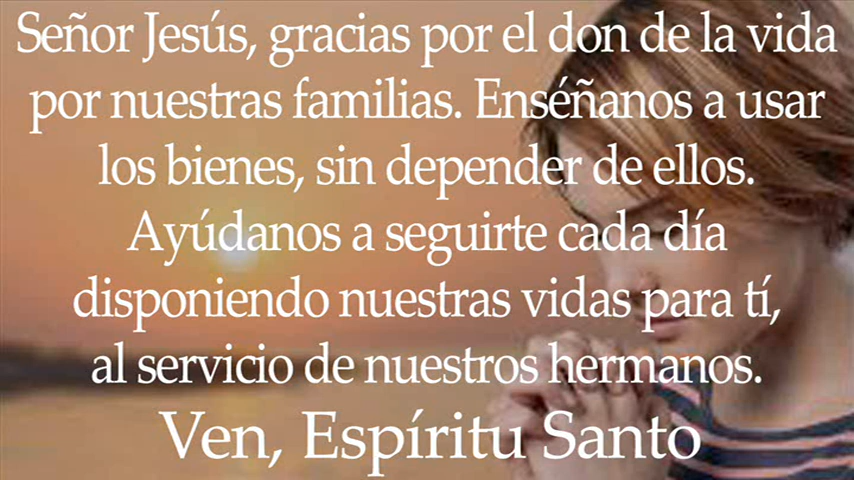 Señor Jesús, gracias por el don de la vida
por nuestras familias. Enséñanos a usar
los bienes, sin depender de ellos.
Ayúdanos a seguirte cada día
disponiendo nuestras vidas para tí,
al servicio de nuestros hermanos.
Ven, Espíritu Santo